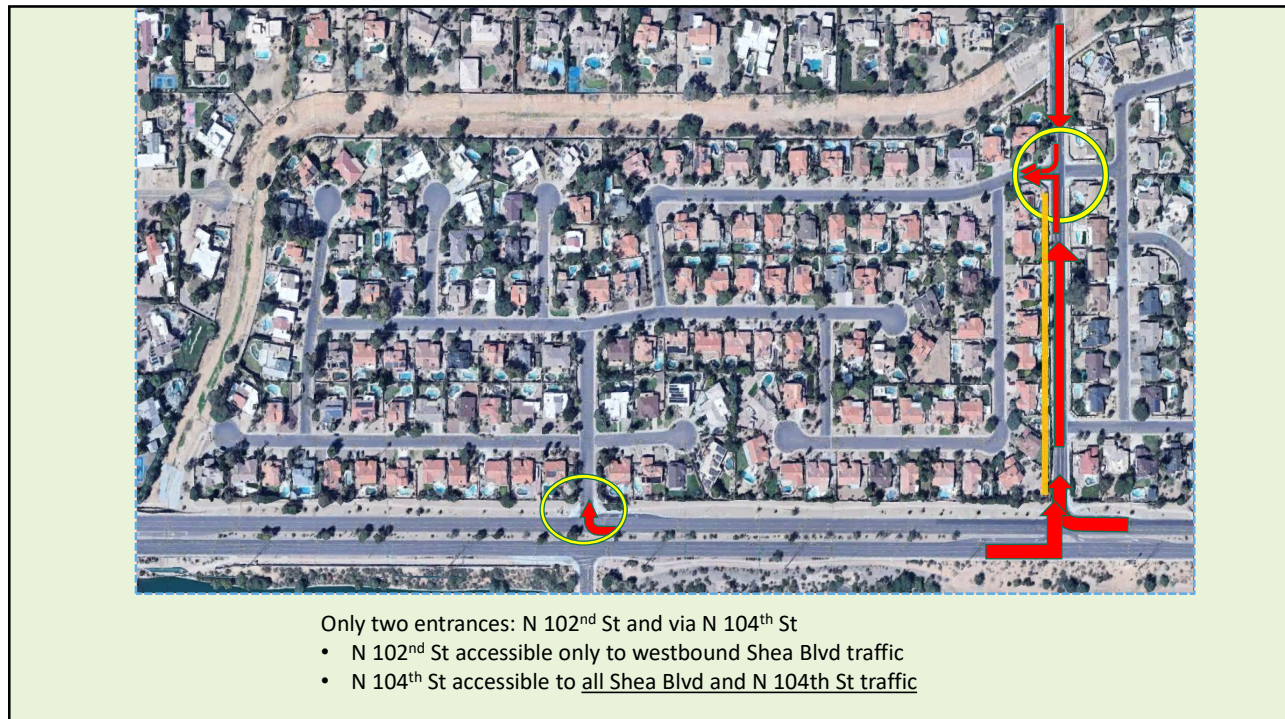 Only two entrances: N 102nd St and via N 104th St
• N 102nd St accessible only to westbound Shea Blvd traffic
• N 104th St accessible to all Shea Blvd and N 104th St traffic